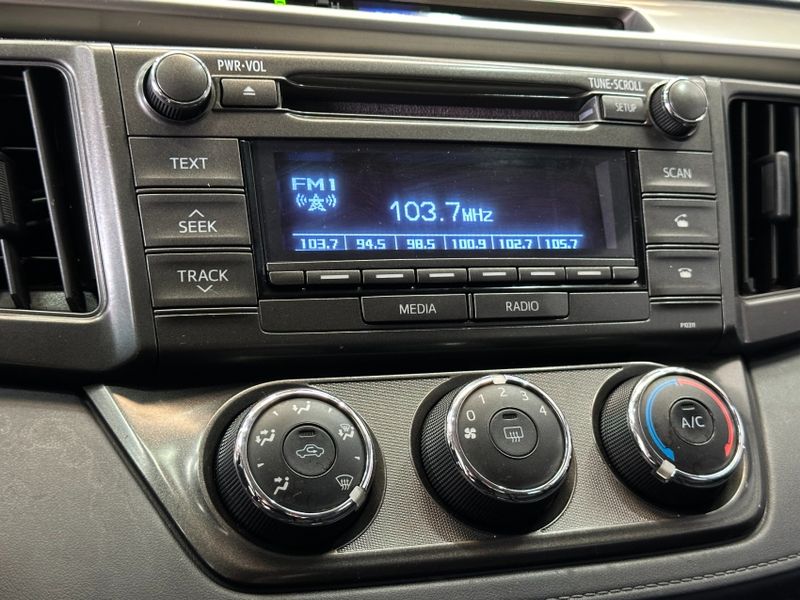 PWR·VOL
TUNE·SCROLL
SETUP
TEXT
SEEK
TRACK
FM1
103.7MHz
103.7 94.5 98.5 100.9 102.7 105.7
SCAN
MEDIA RADIO
P10311
0 1 2 3 4
A/C